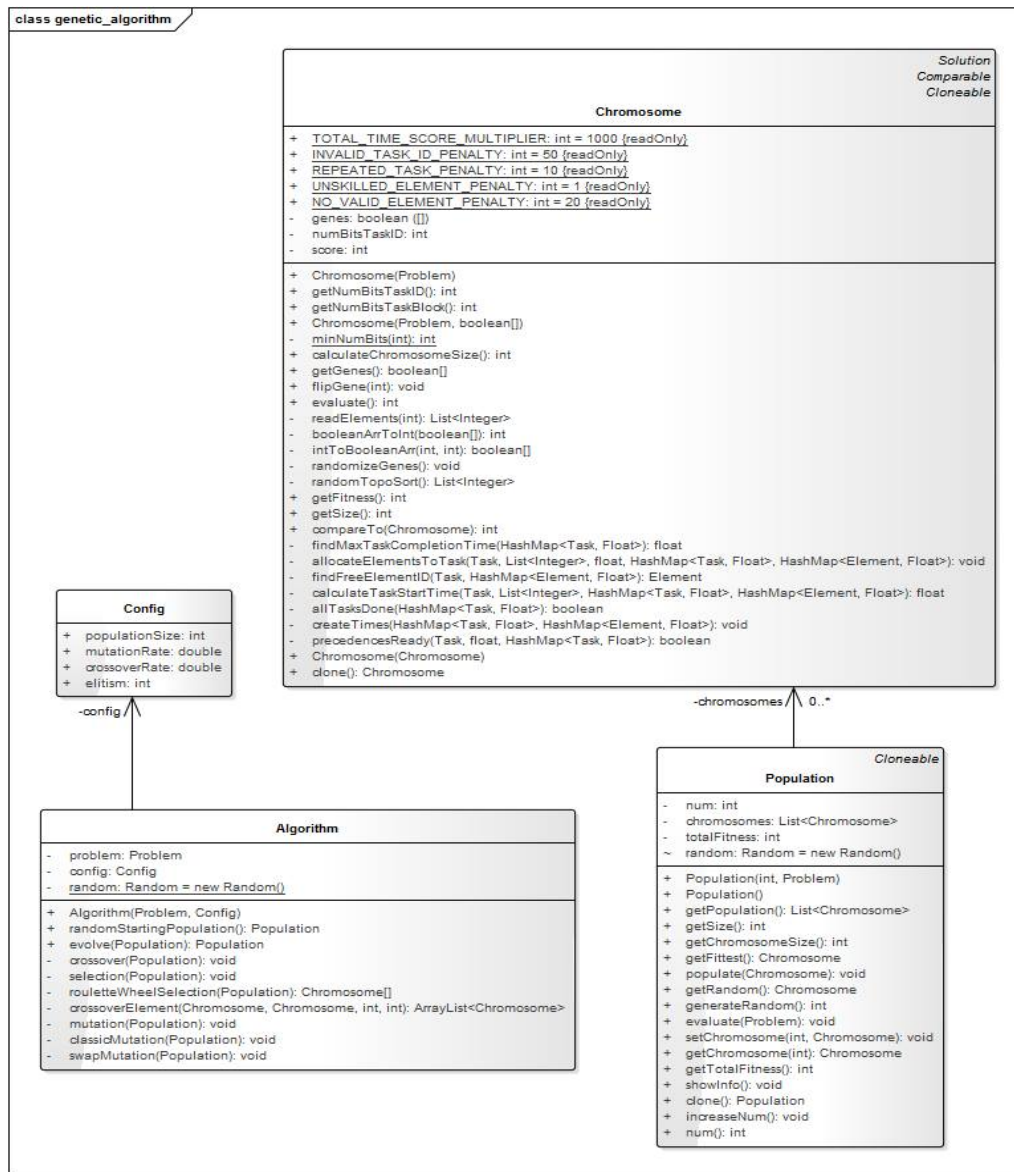 class genetic_algorithm
Solution
Comparable
Cloneable
Chromosome
+ TOTAL_TIME_SCORE_MULTIPLIER: int = 1000 {readOnly}
+ INVALID_TASK_ID_PENALTY: int = 50 {readOnly}
+ REPEATED_TASK_PENALTY: int = 10 {readOnly}
+ UNSKILLED_ELEMENT_PENALTY: int = 1 {readOnly}
+ NO_VALID_ELEMENT_PENALTY: int = 20 {readOnly}
- genes: boolean ([])
- numBitsTaskID: int
- score: int
+ Chromosome(Problem)
+ getNumBitsTaskID(): int
+ getNumBitsTaskBlock(): int
+ Chromosome(Problem, boolean[])
- minNumBits(int): int
+ calculateChromosomeSize(): int
+ getGenes(): boolean[]
+ flipGene(int): void
+ evaluate(): int
- readElements(int): List<Integer>
- booleanArrToInt(boolean[]): int
- intToBooleanArr(int, int): boolean[]
- randomizeGenes(): void
- randomTopoSort(): List<Integer>
+ getFitness(): int
+ getSize(): int
+ compareTo(Chromosome): int
- findMaxTaskCompletionTime(HashMap<Task, Float>): float
- allocateElementsToTask(Task, List<Integer>, float, HashMap<Task, Float>, HashMap<Element, Float>): void
- findFreeElementID(Task, HashMap<Element, Float>): Element
- calculateTaskStartTime(Task, List<Integer>, HashMap<Task, Float>, HashMap<Element, Float>): float
- allTasksDone(HashMap<Task, Float>): boolean
- createTimes(HashMap<Task, Float>, HashMap<Element, Float>): void
- precedencesReady(Task, float, HashMap<Task, Float>): boolean
+ Chromosome(Chromosome)
+ clone(): Chromosome
Config
+ populationSize: int
+ mutationRate: double
+ crossoverRate: double
+ elitism: int
-config
-chromosomes 0..*
Algorithm
- problem: Problem
- config: Config
- random: Random = new Random()
+ Algorithm(Problem, Config)
+ randomStartingPopulation(): Population
+ evolve(Population): Population
- crossover(Population): void
- selection(Population): void
- rouletteWheelSelection(Population): Chromosome[]
- crossoverElement(Chromosome, Chromosome, int, int): ArrayList<Chromosome>
- mutation(Population): void
- classicMutation(Population): void
- swapMutation(Population): void
Cloneable
Population
- num: int
- chromosomes: List<Chromosome>
- totalFitness: int
~ random: Random = new Random()
+ Population(int, Problem)
+ Population()
+ getPopulation(): List<Chromosome>
+ getSize(): int
+ getChromosomeSize(): int
+ getFittest(): Chromosome
+ populate(Chromosome): void
+ getRandom(): Chromosome
+ generateRandom(): int
+ evaluate(Problem): void
+ setChromosome(int, Chromosome): void
+ getChromosome(int): Chromosome
+ getTotalFitness(): int
+ showInfo(): void
+ clone(): Population
+ increaseNum(): void
+ num(): int